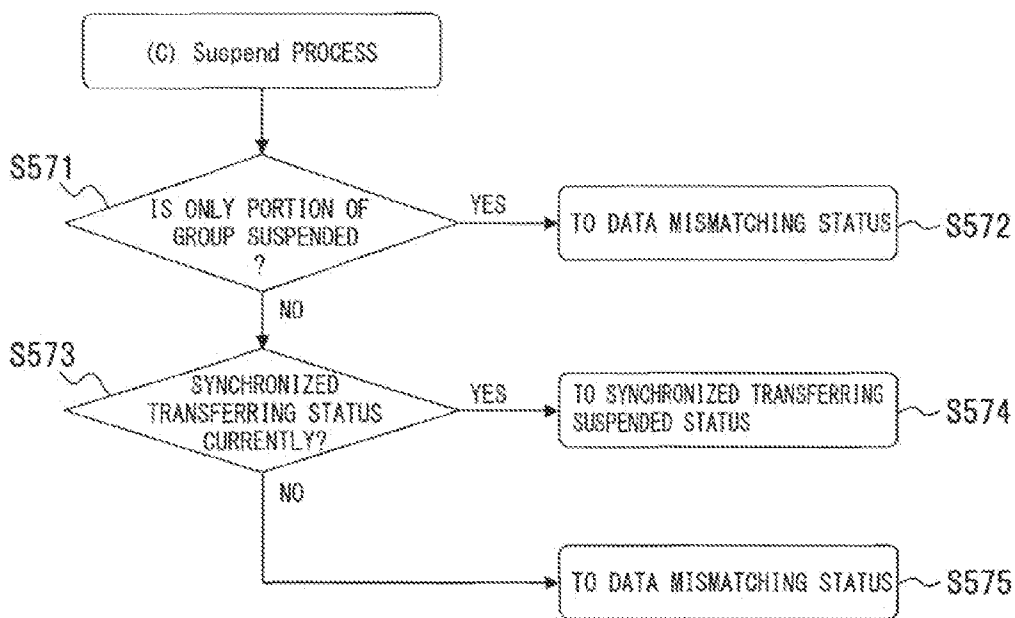 (C) Suspend PROCESS
S571
IS ONLY PORTION OF
GROUP SUSPENDED
?
YES
TO DATA MISMATCHING STATUS
S572
NO
S573
SYNCHRONIZED
TRANSFERRING STATUS
CURRENTLY?
YES
TO SYNCHRONIZED TRANSFERRING
SUSPENDED STATUS
S574
NO
TO DATA MISMATCHING STATUS
S575